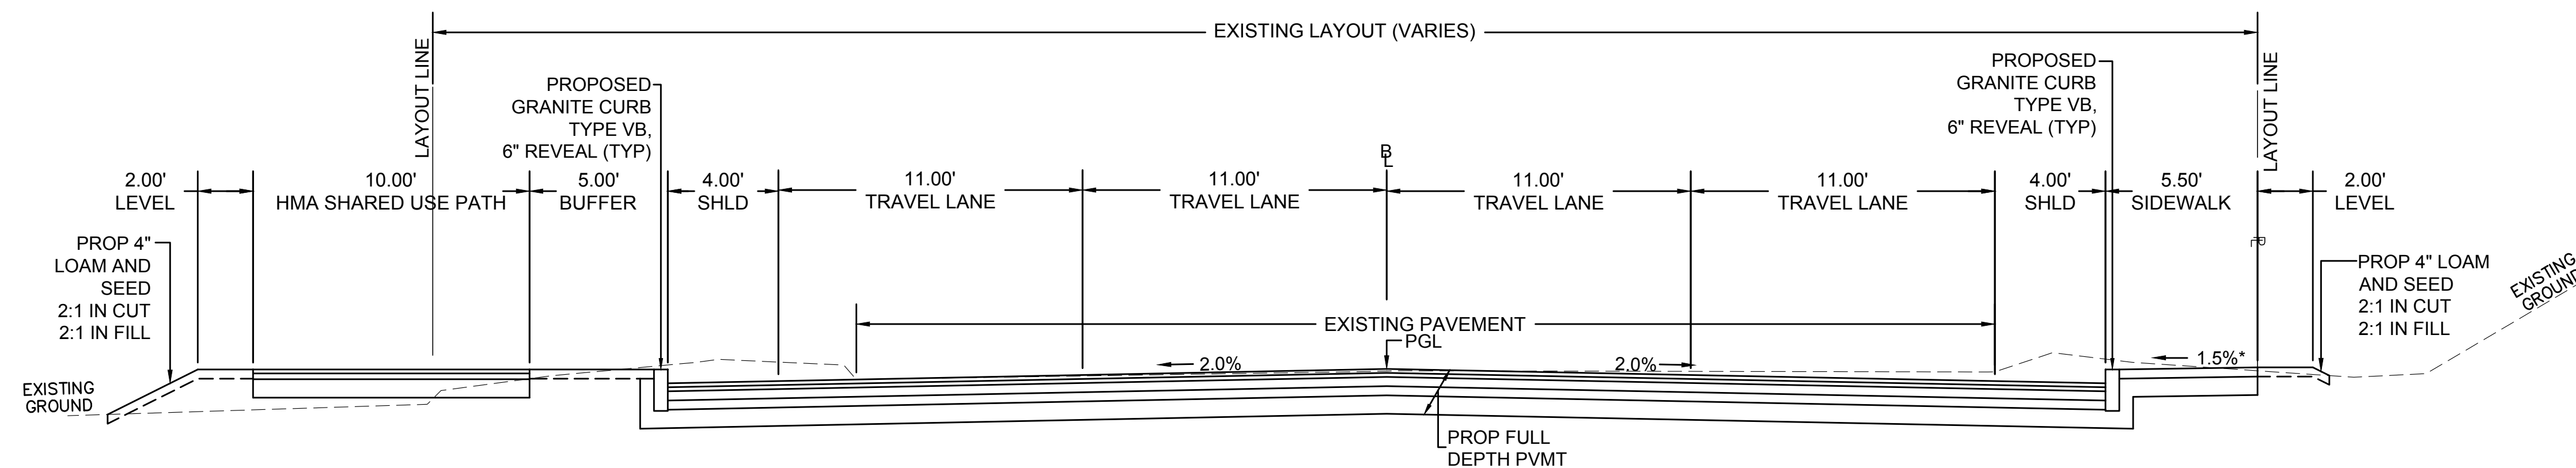 EXISTING LAYOUT (VARIES)
LAYOUT LINE
PROPOSED
GRANITE CURB
TYPE VB,
6" REVEAL (TYP)
PROPOSED
GRANITE CURB
TYPE VB,
6" REVEAL (TYP)
LAYOUT LINE
BL
2.00'
LEVEL
10.00'
HMA SHARED USE PATH
5.00'
BUFFER
4.00'
SHLD
11.00'
TRAVEL LANE
11.00'
TRAVEL LANE
11.00'
TRAVEL LANE
11.00'
TRAVEL LANE
4.00'
SHLD
5.50'
SIDEWALK
2.00'
LEVEL
PL
PROP 4"
LOAM AND
SEED
2:1 IN CUT
2:1 IN FILL
EXISTING PAVEMENT
PGL
2.0%
2.0%
1.5%*
PROP 4" LOAM
AND SEED
2:1 IN CUT
2:1 IN FILL
EXISTING
GROUND
EXISTING
GROUND
PROP FULL
DEPTH PVMT